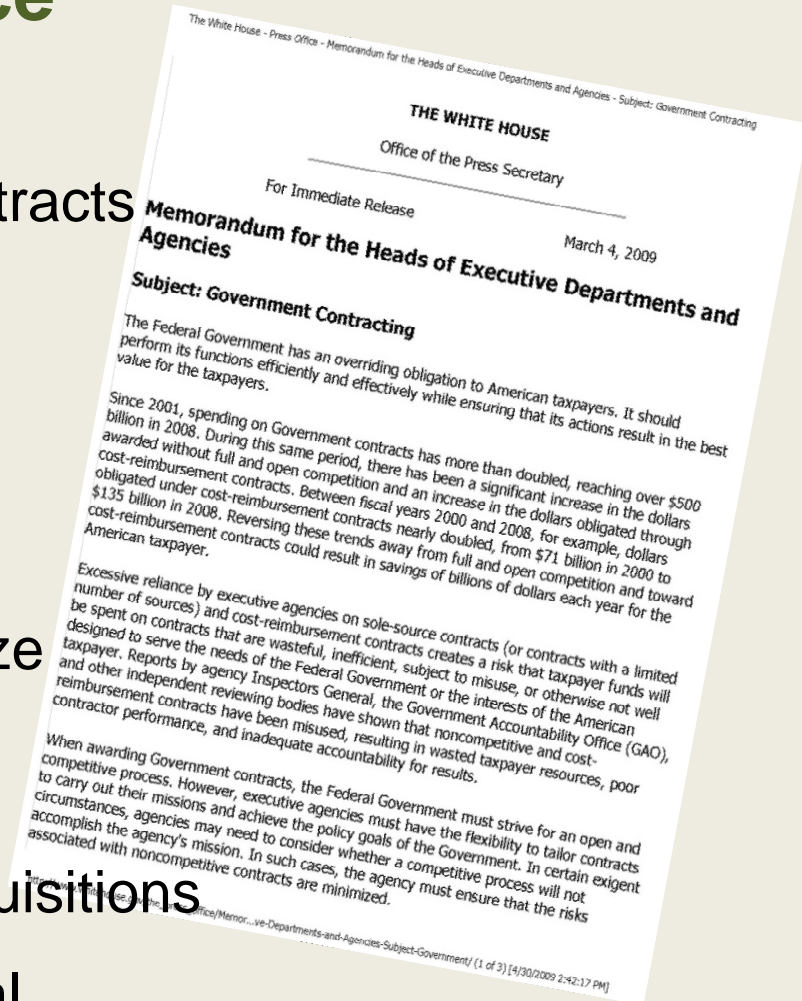 ce
tracts
ze
uisitions
al
The White House - Press Office - Memorandum for the Heads of Executive Departments and Agencies - Subject: Government Contracting
THE WHITE HOUSE
Office of the Press Secretary
For Immediate Release
March 4, 2009
Memorandum for the Heads of Executive Departments and
Agencies
Subject: Government Contracting
The Federal Government has an overriding obligation to American taxpayers. It should
perform its functions efficiently and effectively while ensuring that its actions result in the best
value for the taxpayers.
Since 2001, spending on Government contracts has more than doubled, reaching over $500
billion in 2008. During this same period, there has been a significant increase in the dollars
awarded without full and open competition and an increase in the dollars obligated through
cost-reimbursement contracts. Between fiscal years 2000 and 2008, for example, dollars
obligated under cost-reimbursement contracts nearly doubled, from $71 billion in 2000 to
$135 billion in 2008. Reversing these trends away from full and open competition and toward
cost-reimbursement contracts could result in savings of billions of dollars each year for the
American taxpayer.
Excessive reliance by executive agencies on sole-source contracts (or contracts with a limited
number of sources) and cost-reimbursement contracts creates a risk that taxpayer funds will
be spent on contracts that are wasteful, inefficient, subject to misuse, or otherwise not well
designed to serve the needs of the Federal Government or the interests of the American
taxpayer. Reports by agency Inspectors General, the Government Accountability Office (GAO),
and other independent reviewing bodies have shown that noncompetitive and cost-
reimbursement contracts have been misused, resulting in wasted taxpayer resources, poor
contractor performance, and inadequate accountability for results.
When awarding Government contracts, the Federal Government must strive for an open and
competitive process. However, executive agencies must have the flexibility to tailor contracts
to carry out their missions and achieve the policy goals of the Government. In certain exigent
circumstances, agencies may need to consider whether a competitive process will not
accomplish the agency's mission. In such cases, the agency must ensure that the risks
associated with noncompetitive contracts are minimized.
office/Memor...ve-Departments-and-Agencies-Subject-Government/ (1 of 3) [4/30/2009 2:42:17 PM]